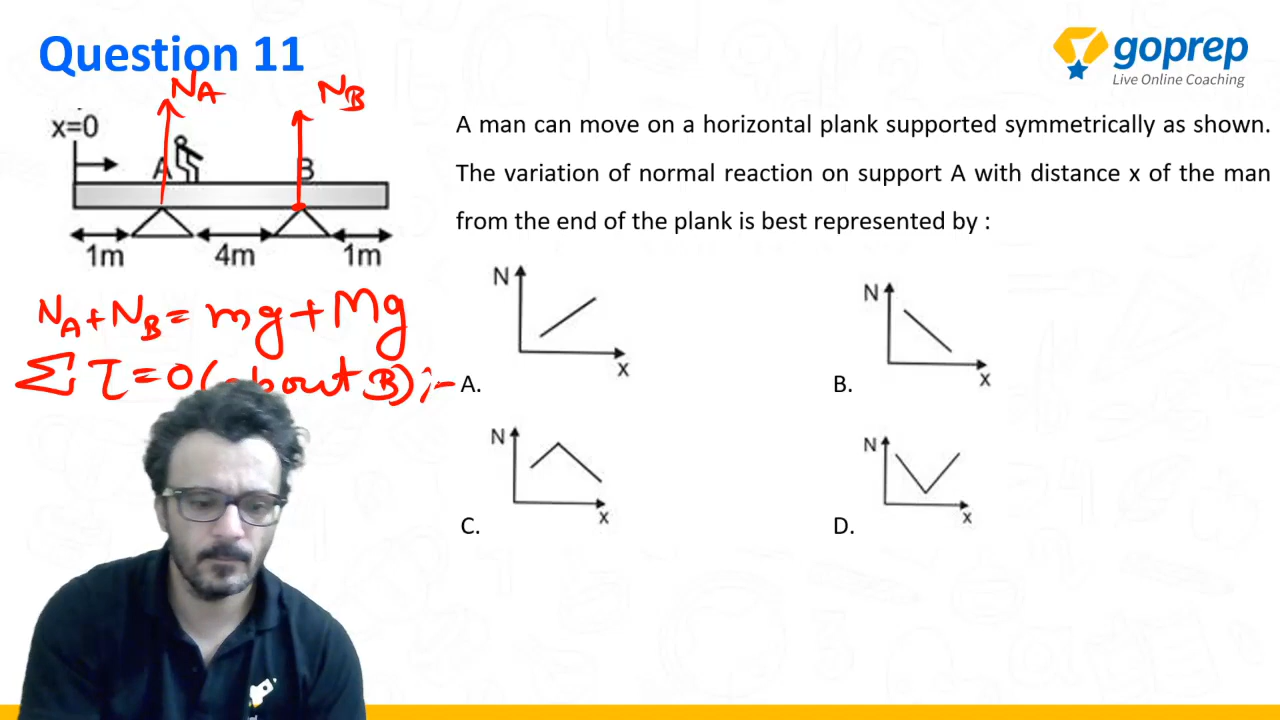 Question 11
goprep
Live Online Coaching
N_A
N_B
x=0
A
B
1m
4m
1m
A man can move on a horizontal plank supported symmetrically as shown.
The variation of normal reaction on support A with distance x of the man
from the end of the plank is best represented by :
N_A + N_B = mg + Mg
Στ = 0 (about B) :-
N
x
A.
N
x
B.
N
x
C.
N
x
D.